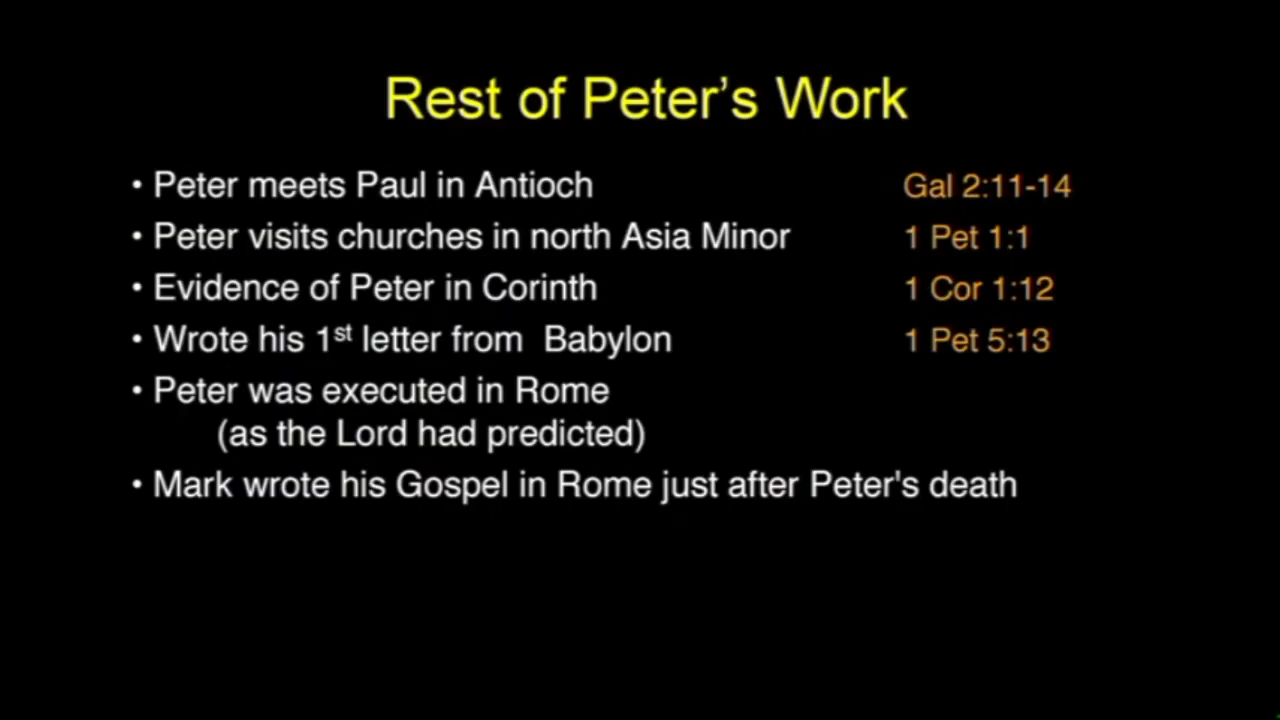 Rest of Peter’s Work
• Peter meets Paul in Antioch Gal 2:11-14
• Peter visits churches in north Asia Minor 1 Pet 1:1
• Evidence of Peter in Corinth 1 Cor 1:12
• Wrote his 1st letter from Babylon 1 Pet 5:13
• Peter was executed in Rome
(as the Lord had predicted)
• Mark wrote his Gospel in Rome just after Peter's death